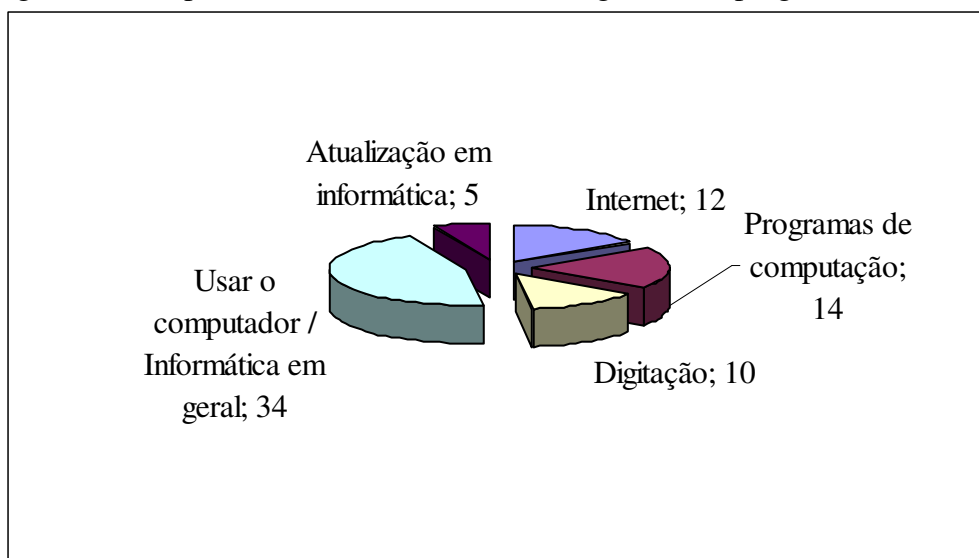 Atualização em
informática; 5
Internet; 12
Programas de
computação;
14
Usar o
computador /
Informática em
geral; 34
Digitação; 10